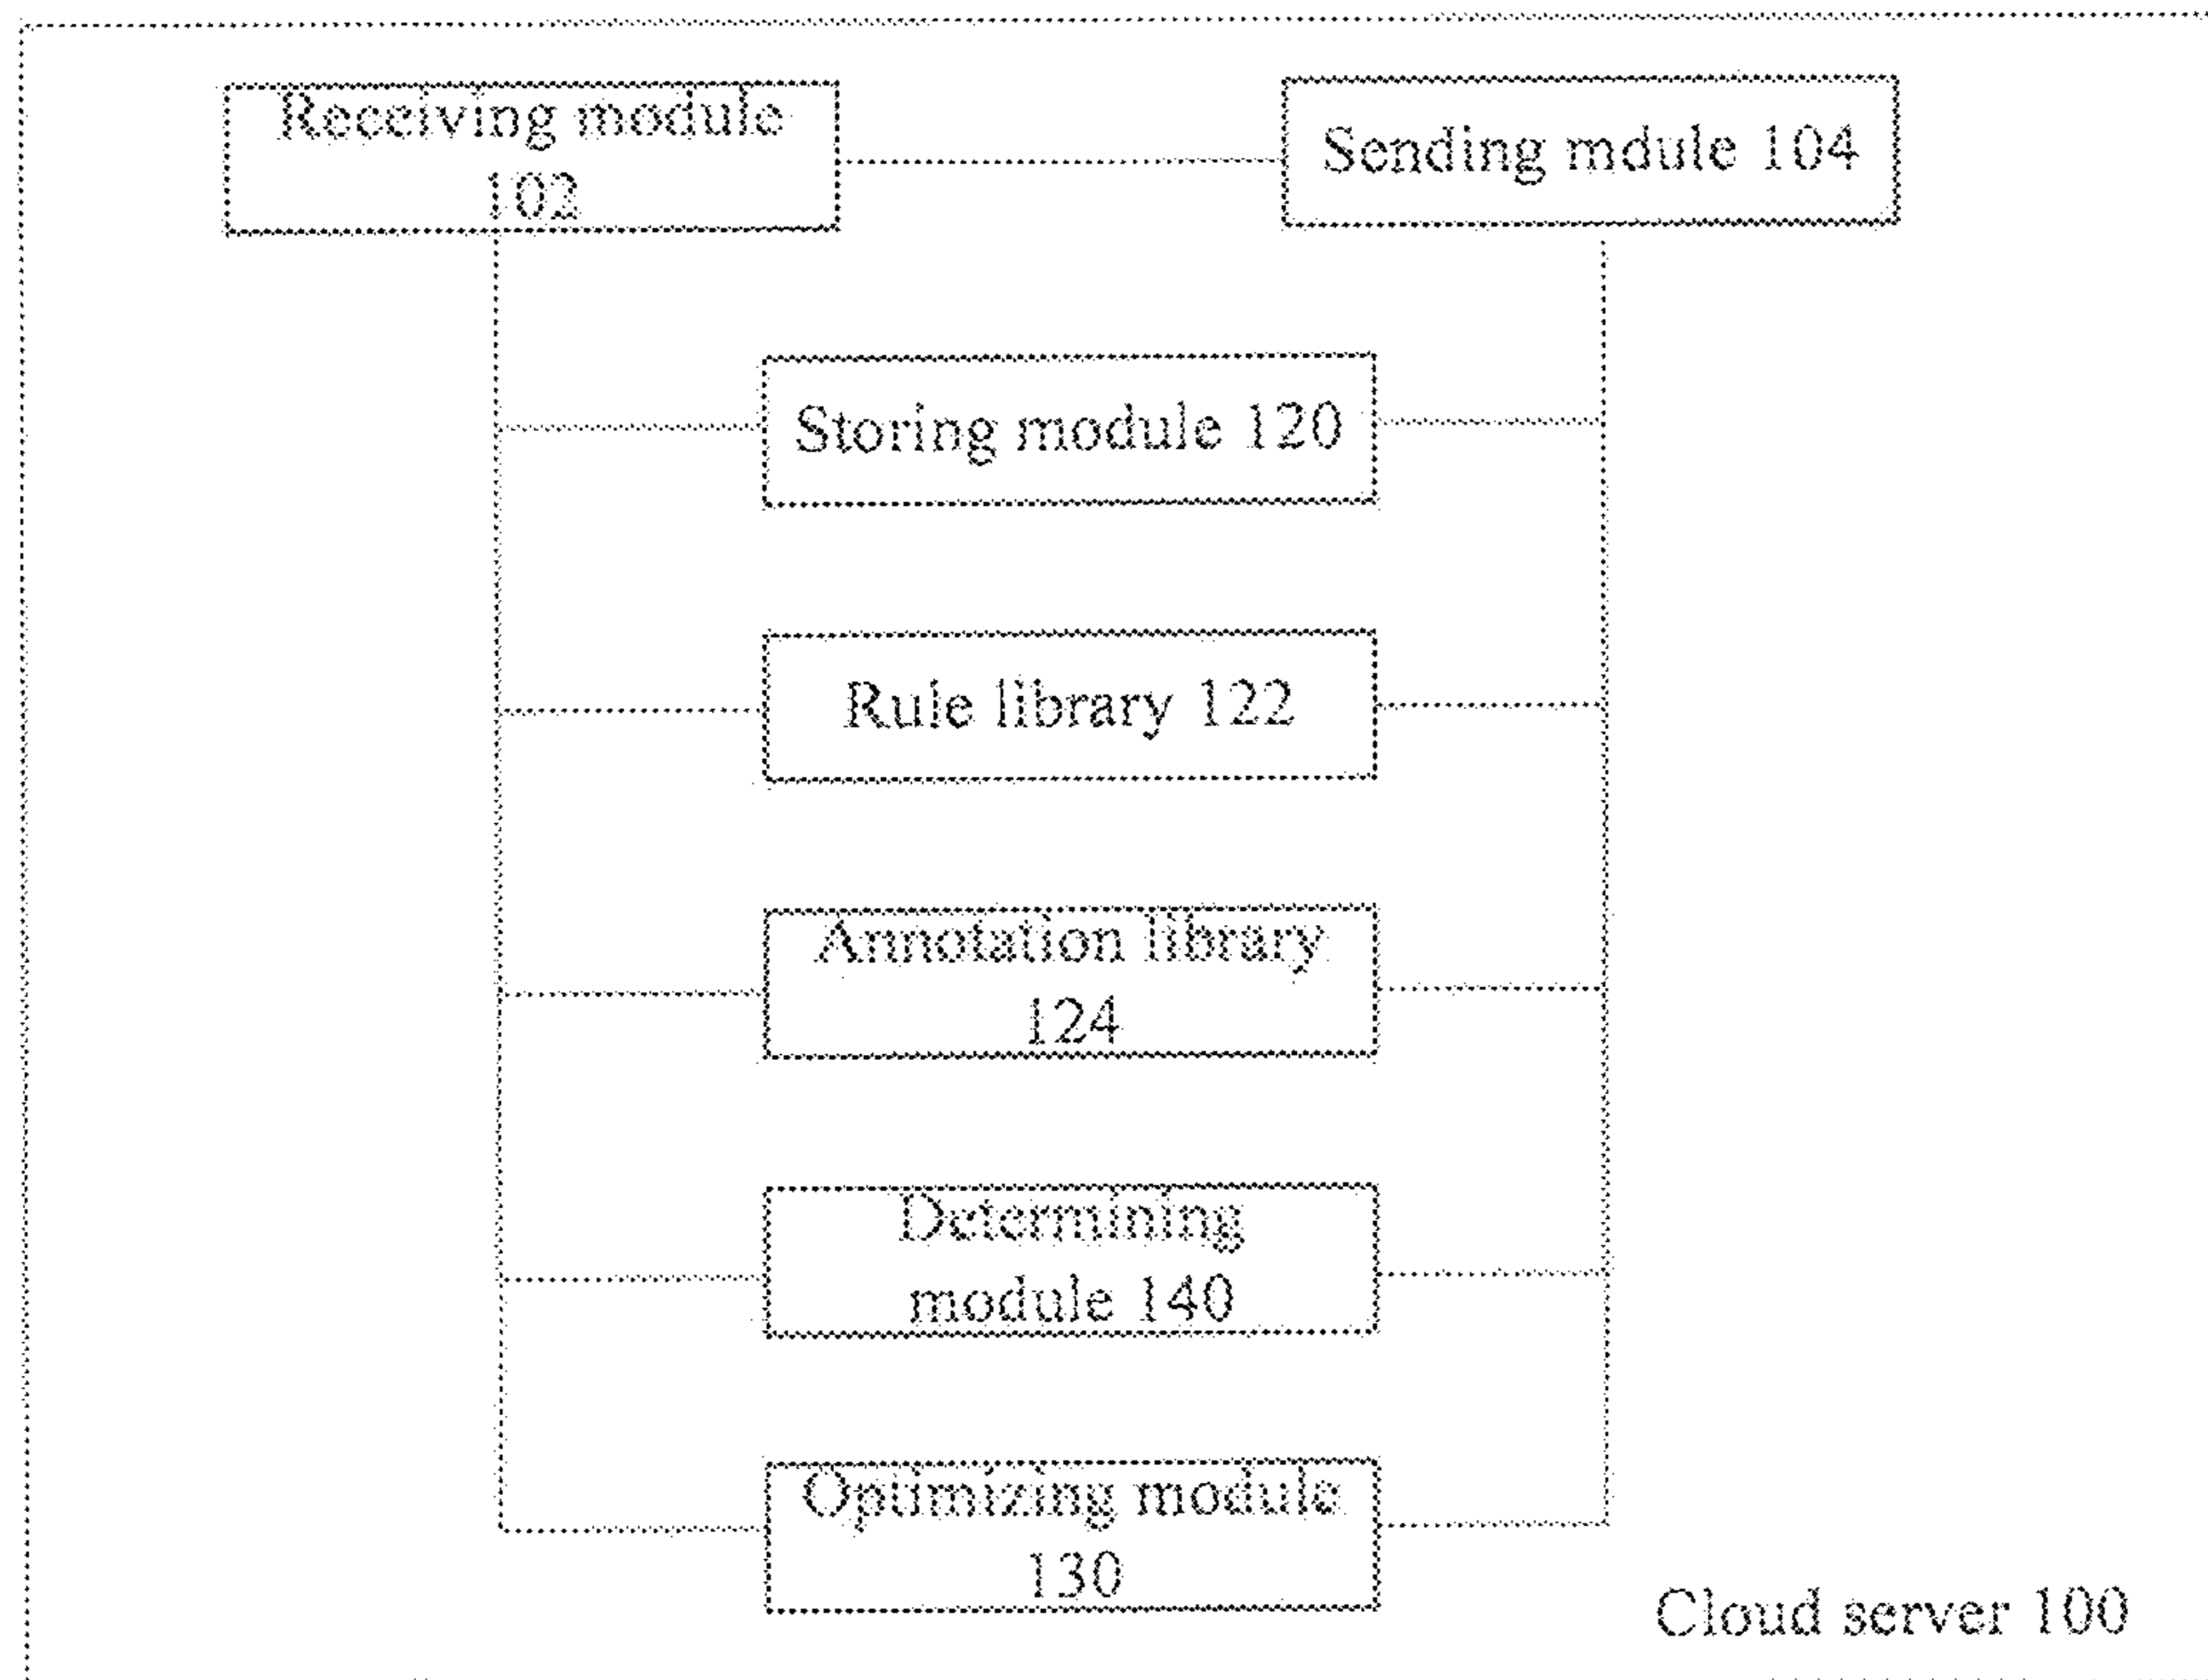 Receiving module
102
Sending mdule 104
Storing module 120
Rule library 122
Annotation library
124
Determining
module 140
Optimizing module
130
Cloud server 100